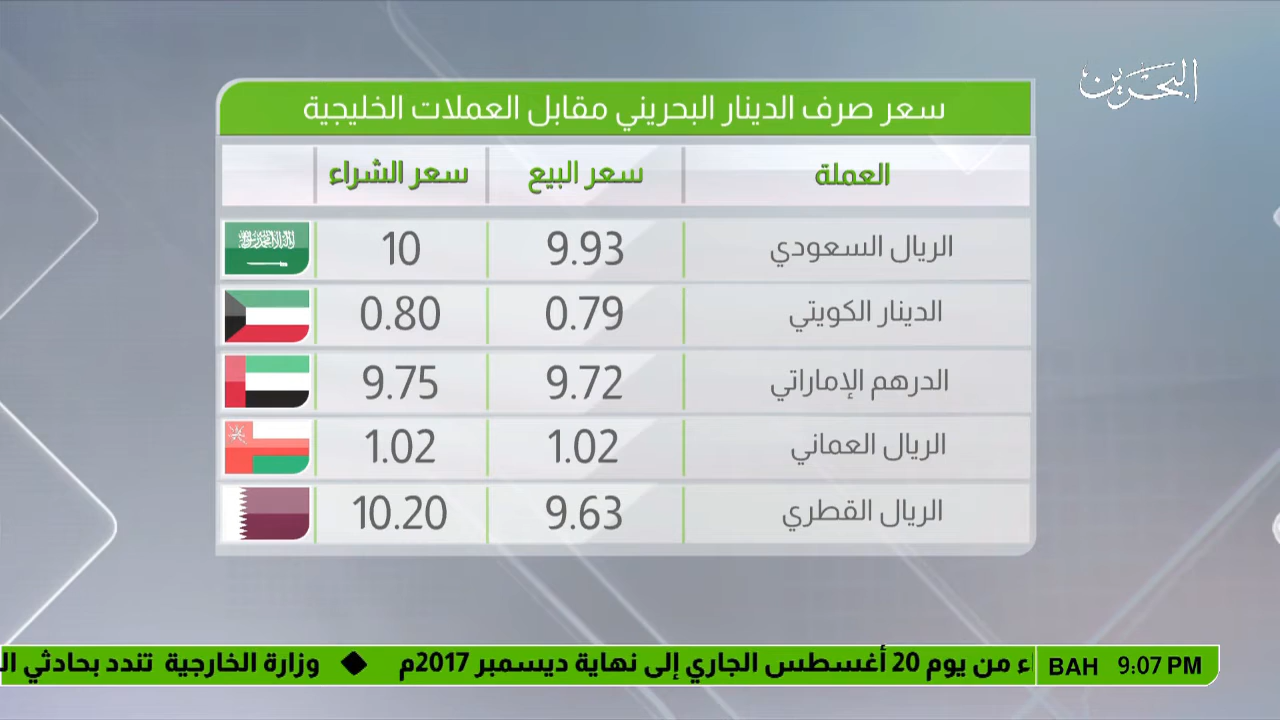 البحرين
سعر صرف الدينار البحريني مقابل العملات الخليجية
العملة سعر البيع سعر الشراء
الريال السعودي 9.93 10
الدينار الكويتي 0.79 0.80
الدرهم الإماراتي 9.72 9.75
الريال العماني 1.02 1.02
الريال القطري 9.63 10.20
BAH 9:07 PM
من يوم 20 أغسطس الجاري إلى نهاية ديسمبر 2017م ◆ وزارة الخارجية تندد بحادثي